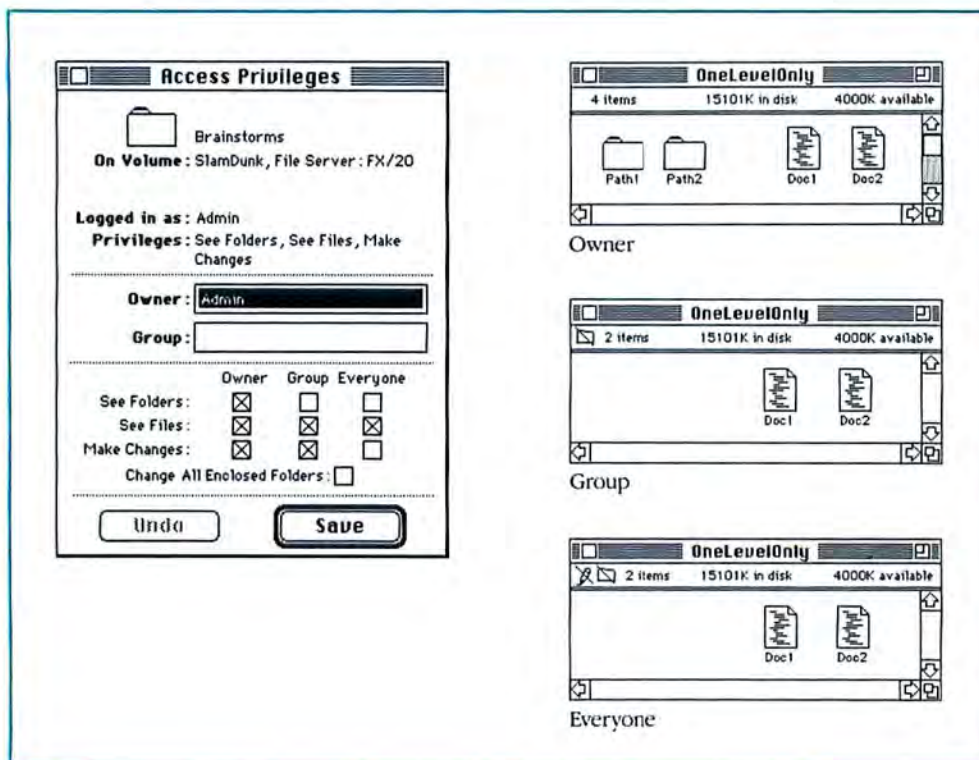 Access Privileges
Brainstorms
On Volume: SlamDunk, File Server: FX/20
Logged in as: Admin
Privileges: See Folders, See Files, Make
Changes
Owner: Admin
Group:
Owner Group Everyone
See Folders:
See Files:
Make Changes:
Change All Enclosed Folders:
Undo Save
OneLevelOnly
4 items 15101K in disk 4000K available
Path1 Path2 Doc1 Doc2
Owner
OneLevelOnly
2 items 15101K in disk 4000K available
Doc1 Doc2
Group
OneLevelOnly
2 items 15101K in disk 4000K available
Doc1 Doc2
Everyone